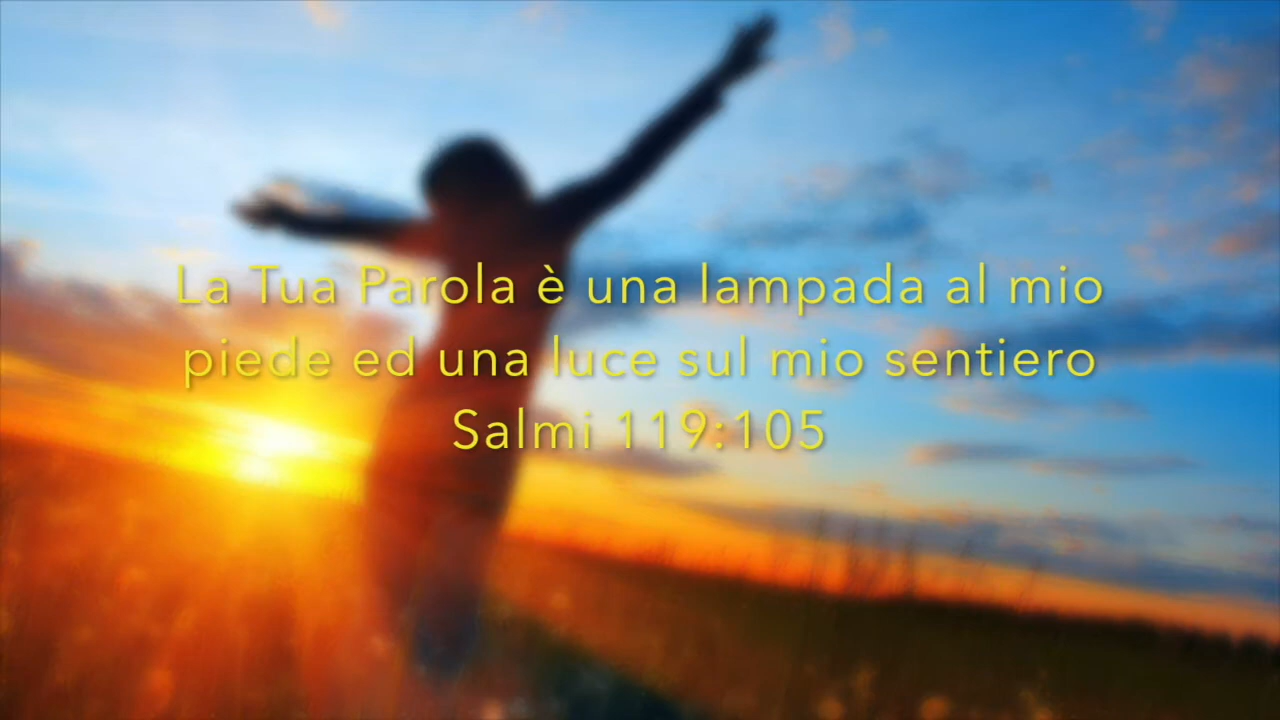 La Tua Parola è una lampada al mio
piede ed una luce sul mio sentiero
Salmi 119:105